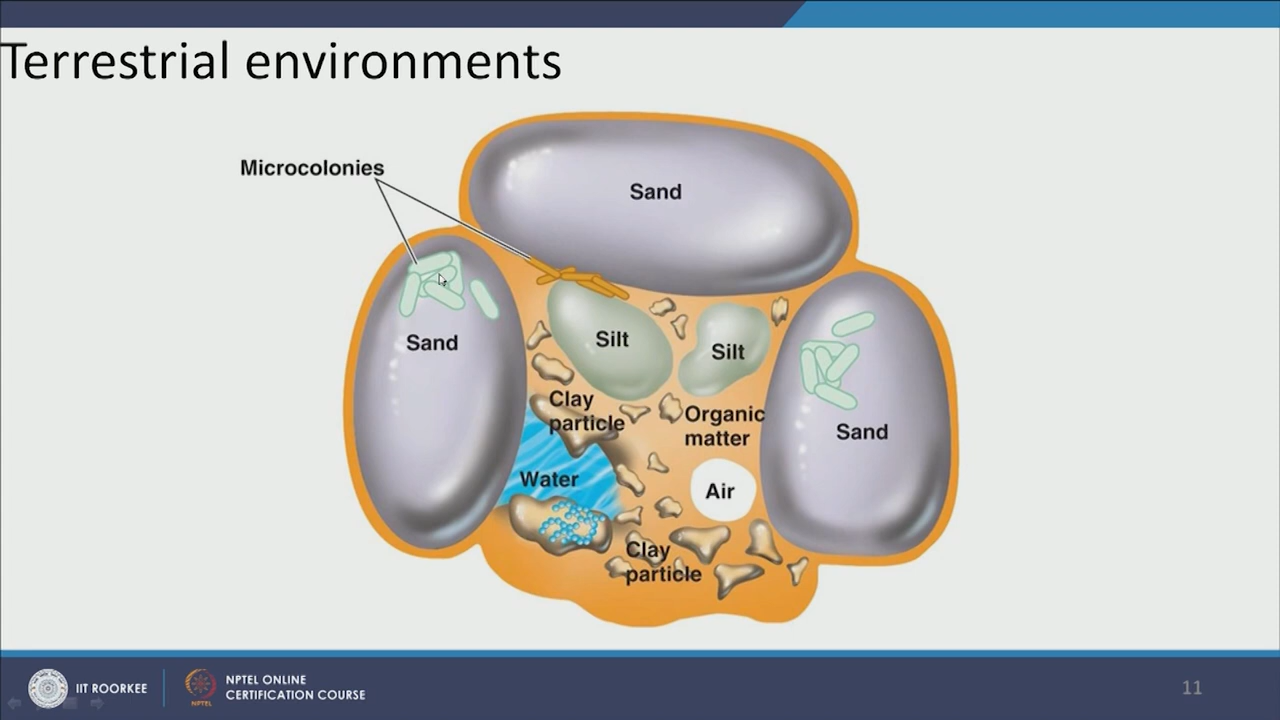 Terrestrial environments
Microcolonies
Sand
Sand
Silt
Silt
Clay
particle
Organic
matter
Sand
Water
Air
Clay
particle
IIT ROORKEE
NPTEL
NPTEL ONLINE
CERTIFICATION COURSE
11